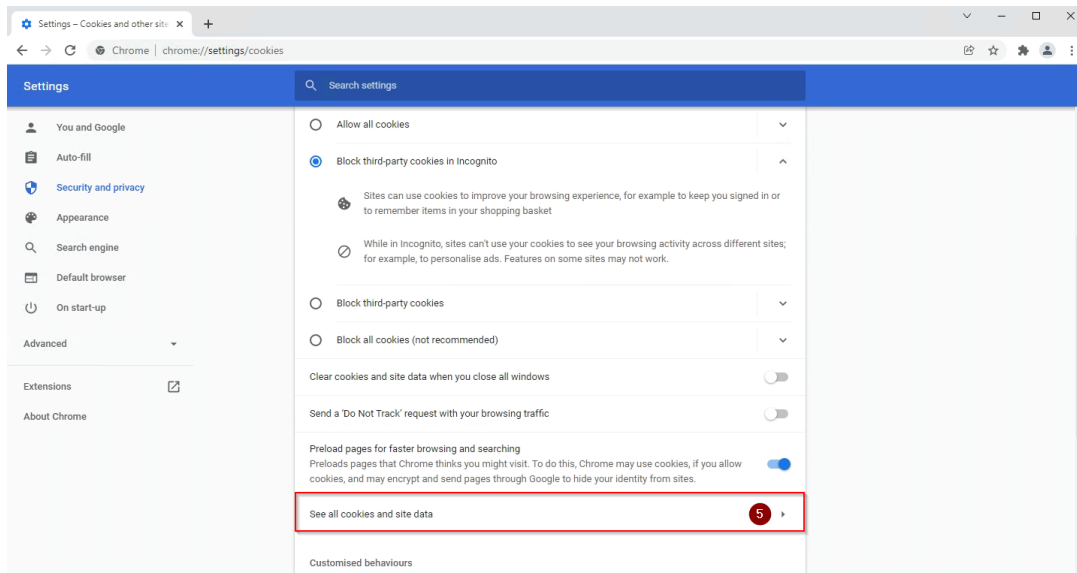 Settings – Cookies and other site
Chrome | chrome://settings/cookies
Settings
Search settings
You and Google
Auto-fill
Security and privacy
Appearance
Search engine
Default browser
On start-up
Advanced
Extensions
About Chrome
Allow all cookies
Block third-party cookies in Incognito
Sites can use cookies to improve your browsing experience, for example to keep you signed in or
to remember items in your shopping basket
While in Incognito, sites can't use your cookies to see your browsing activity across different sites;
for example, to personalise ads. Features on some sites may not work.
Block third-party cookies
Block all cookies (not recommended)
Clear cookies and site data when you close all windows
Send a 'Do Not Track' request with your browsing traffic
Preload pages for faster browsing and searching
Preloads pages that Chrome thinks you might visit. To do this, Chrome may use cookies, if you allow
cookies, and may encrypt and send pages through Google to hide your identity from sites.
See all cookies and site data 5
Customised behaviours